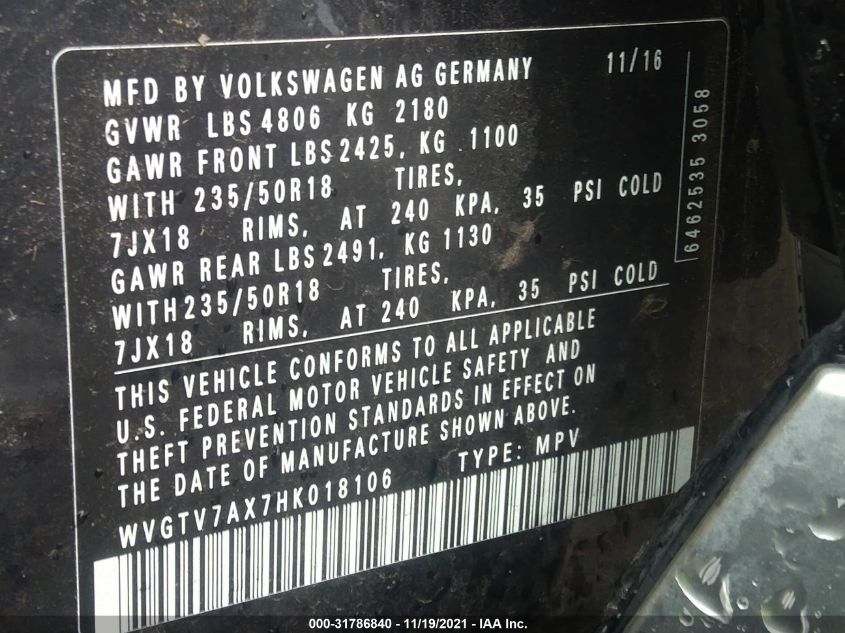 MFD BY VOLKSWAGEN AG GERMANY 11/16
GVWR LBS 4806 KG 2180
GAWR FRONT LBS 2425, KG 1100
WITH 235/50R18 TIRES,
7JX18 RIMS, AT 240 KPA, 35 PSI COLD
GAWR REAR LBS 2491, KG 1130
WITH 235/50R18 TIRES,
7JX18 RIMS, AT 240 KPA, 35 PSI COLD
THIS VEHICLE CONFORMS TO ALL APPLICABLE
U.S. FEDERAL MOTOR VEHICLE SAFETY AND
THEFT PREVENTION STANDARDS IN EFFECT ON
THE DATE OF MANUFACTURE SHOWN ABOVE.
WVGTV7AX7HK018106 TYPE: MPV
6462535 3058
000-31786840 - 11/19/2021 - IAA Inc.